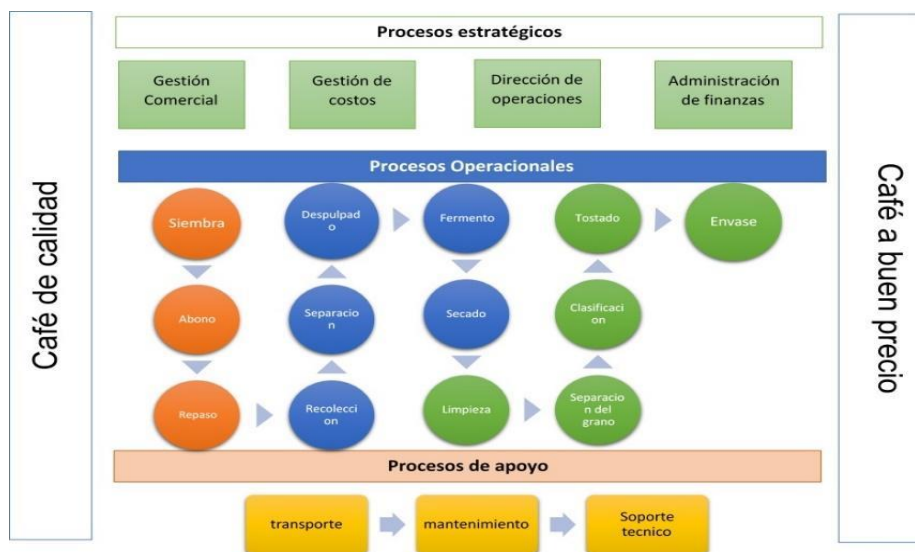 Café de calidad
Procesos estratégicos
Gestión
Comercial
Gestión de
costos
Dirección de
operaciones
Administración
de finanzas
Procesos Operacionales
Siembra
Abono
Repaso
Recolecci
on
Separacio
n
Despulpad
o
Fermento
Secado
Limpieza
Separacio
n del
grano
Clasificaci
on
Tostado
Envase
Procesos de apoyo
transporte
mantenimiento
Soporte
tecnico
Café a buen precio